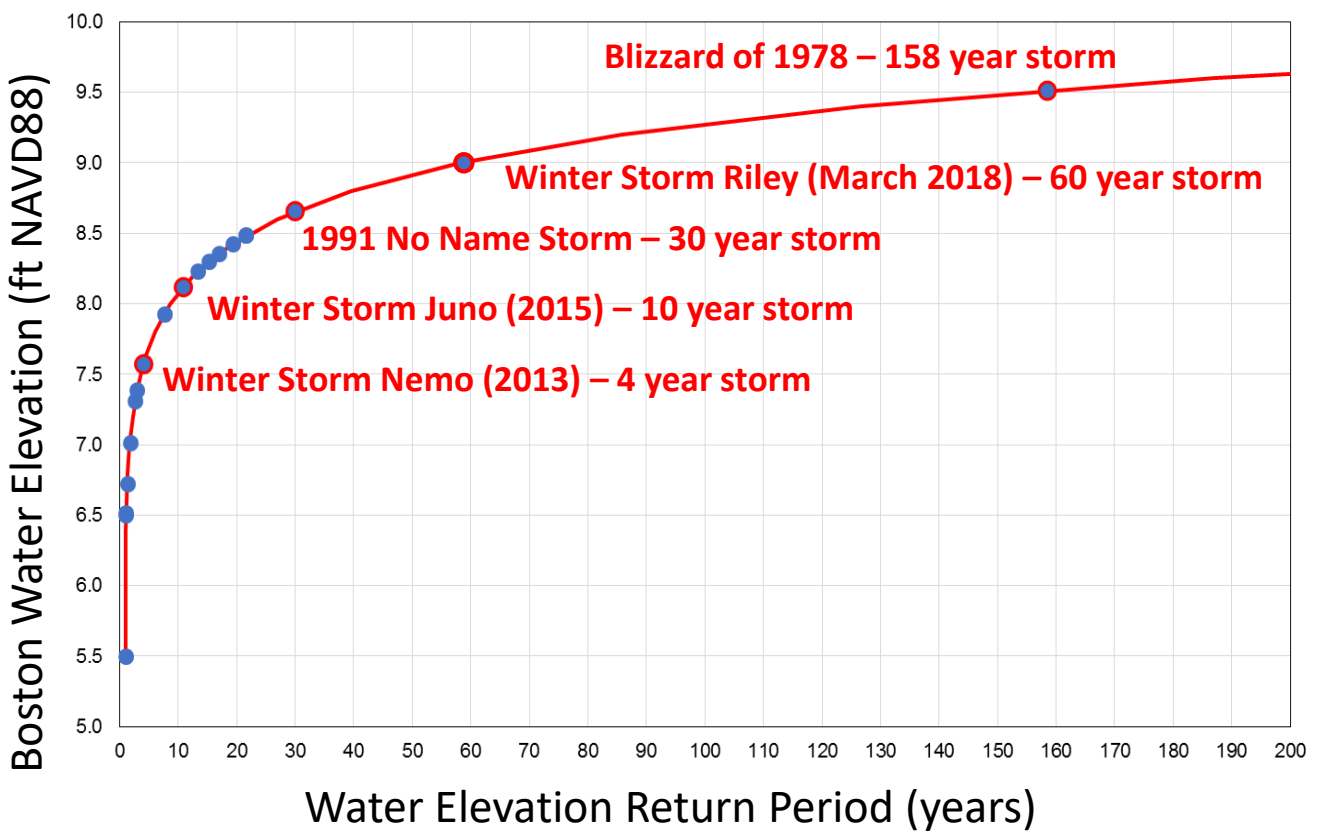 10.0
Blizzard of 1978 – 158 year storm
9.5
9.0
Winter Storm Riley (March 2018) – 60 year storm
8.5
1991 No Name Storm – 30 year storm
8.0
Winter Storm Juno (2015) – 10 year storm
7.5
Winter Storm Nemo (2013) – 4 year storm
7.0
6.5
6.0
5.5
5.0
Boston Water Elevation (ft NAVD88)
0 10 20 30 40 50 60 70 80 90 100 110 120 130 140 150 160 170 180 190 200
Water Elevation Return Period (years)